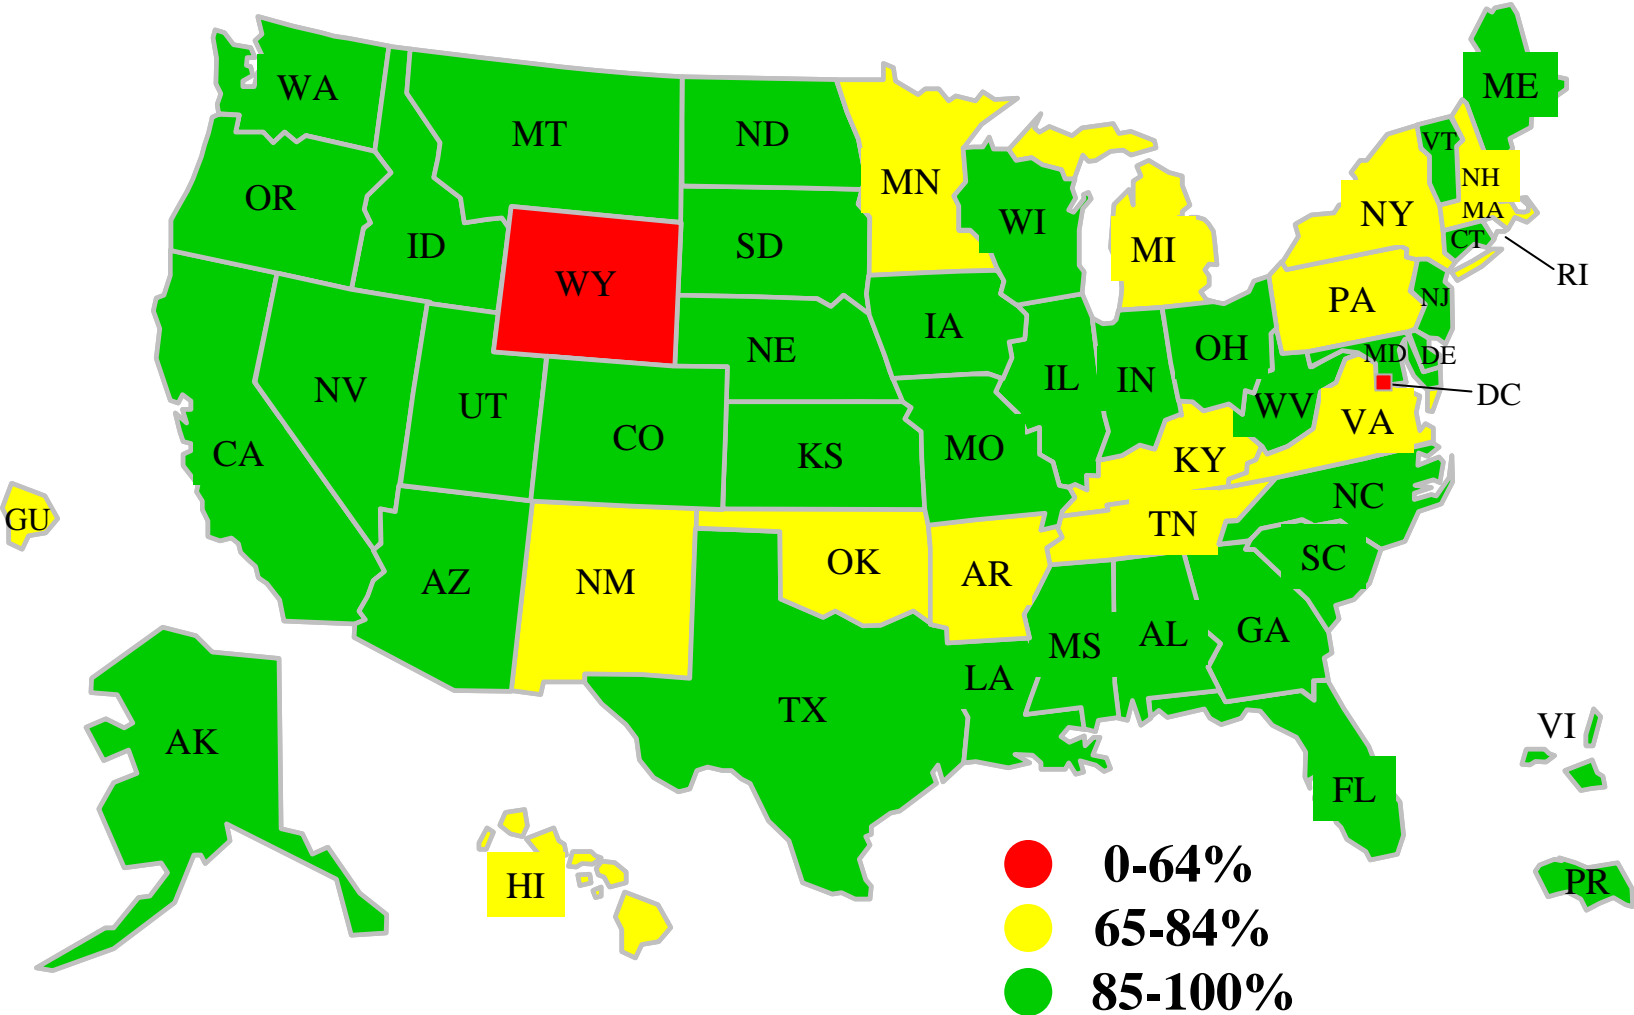 WA
ME
MT
ND
VT
OR
MN
NH
NY
MA
WI
ID
SD
MI
CT
RI
WY
PA
NJ
IA
NE
OH
MD
DE
NV
UT
IL
IN
DC
CO
WV
VA
CA
KS
MO
KY
NC
GU
TN
OK
AR
SC
AZ
NM
MS
AL
GA
LA
TX
VI
AK
FL
HI
PR
0-64%
65-84%
85-100%